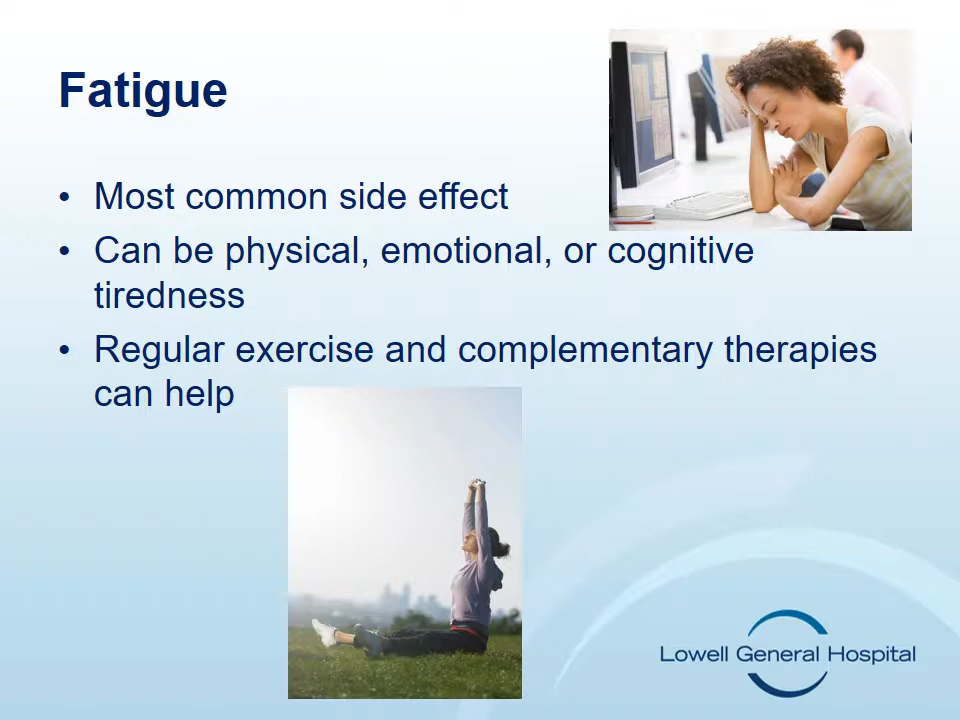 Fatigue
• Most common side effect
• Can be physical, emotional, or cognitive
tiredness
• Regular exercise and complementary therapies
can help
Lowell General Hospital